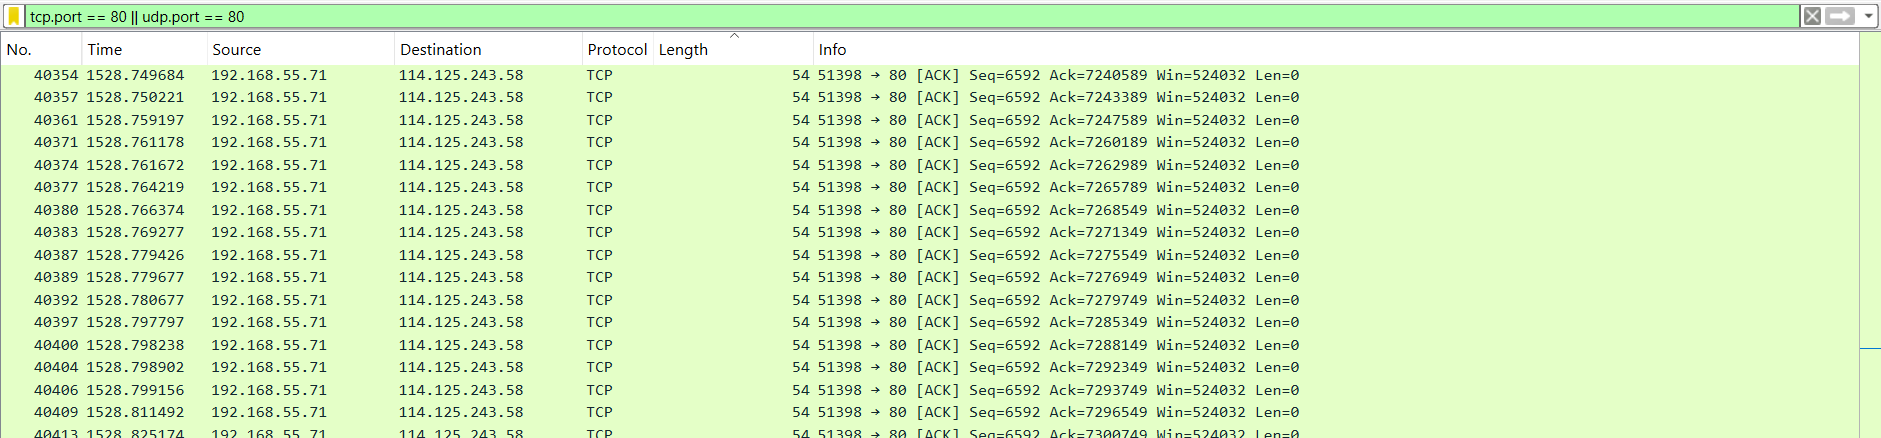 tcp.port == 80 || udp.port == 80
No. Time Source Destination Protocol Length Info
40354 1528.749684 192.168.55.71 114.125.243.58 TCP 54 51398 → 80 [ACK] Seq=6592 Ack=7240589 Win=524032 Len=0
40357 1528.750221 192.168.55.71 114.125.243.58 TCP 54 51398 → 80 [ACK] Seq=6592 Ack=7243389 Win=524032 Len=0
40361 1528.759197 192.168.55.71 114.125.243.58 TCP 54 51398 → 80 [ACK] Seq=6592 Ack=7247589 Win=524032 Len=0
40371 1528.761178 192.168.55.71 114.125.243.58 TCP 54 51398 → 80 [ACK] Seq=6592 Ack=7260189 Win=524032 Len=0
40374 1528.761672 192.168.55.71 114.125.243.58 TCP 54 51398 → 80 [ACK] Seq=6592 Ack=7262989 Win=524032 Len=0
40377 1528.764219 192.168.55.71 114.125.243.58 TCP 54 51398 → 80 [ACK] Seq=6592 Ack=7265789 Win=524032 Len=0
40380 1528.766374 192.168.55.71 114.125.243.58 TCP 54 51398 → 80 [ACK] Seq=6592 Ack=7268549 Win=524032 Len=0
40383 1528.769277 192.168.55.71 114.125.243.58 TCP 54 51398 → 80 [ACK] Seq=6592 Ack=7271349 Win=524032 Len=0
40387 1528.779426 192.168.55.71 114.125.243.58 TCP 54 51398 → 80 [ACK] Seq=6592 Ack=7275549 Win=524032 Len=0
40389 1528.779677 192.168.55.71 114.125.243.58 TCP 54 51398 → 80 [ACK] Seq=6592 Ack=7276949 Win=524032 Len=0
40392 1528.780677 192.168.55.71 114.125.243.58 TCP 54 51398 → 80 [ACK] Seq=6592 Ack=7279749 Win=524032 Len=0
40397 1528.797797 192.168.55.71 114.125.243.58 TCP 54 51398 → 80 [ACK] Seq=6592 Ack=7285349 Win=524032 Len=0
40400 1528.798238 192.168.55.71 114.125.243.58 TCP 54 51398 → 80 [ACK] Seq=6592 Ack=7288149 Win=524032 Len=0
40404 1528.798902 192.168.55.71 114.125.243.58 TCP 54 51398 → 80 [ACK] Seq=6592 Ack=7292349 Win=524032 Len=0
40406 1528.799156 192.168.55.71 114.125.243.58 TCP 54 51398 → 80 [ACK] Seq=6592 Ack=7293749 Win=524032 Len=0
40409 1528.811492 192.168.55.71 114.125.243.58 TCP 54 51398 → 80 [ACK] Seq=6592 Ack=7296549 Win=524032 Len=0
40413 1528.825174 192.168.55.71 114.125.243.58 TCP 54 51398 → 80 [ACK] Seq=6592 Ack=7300749 Win=524032 Len=0